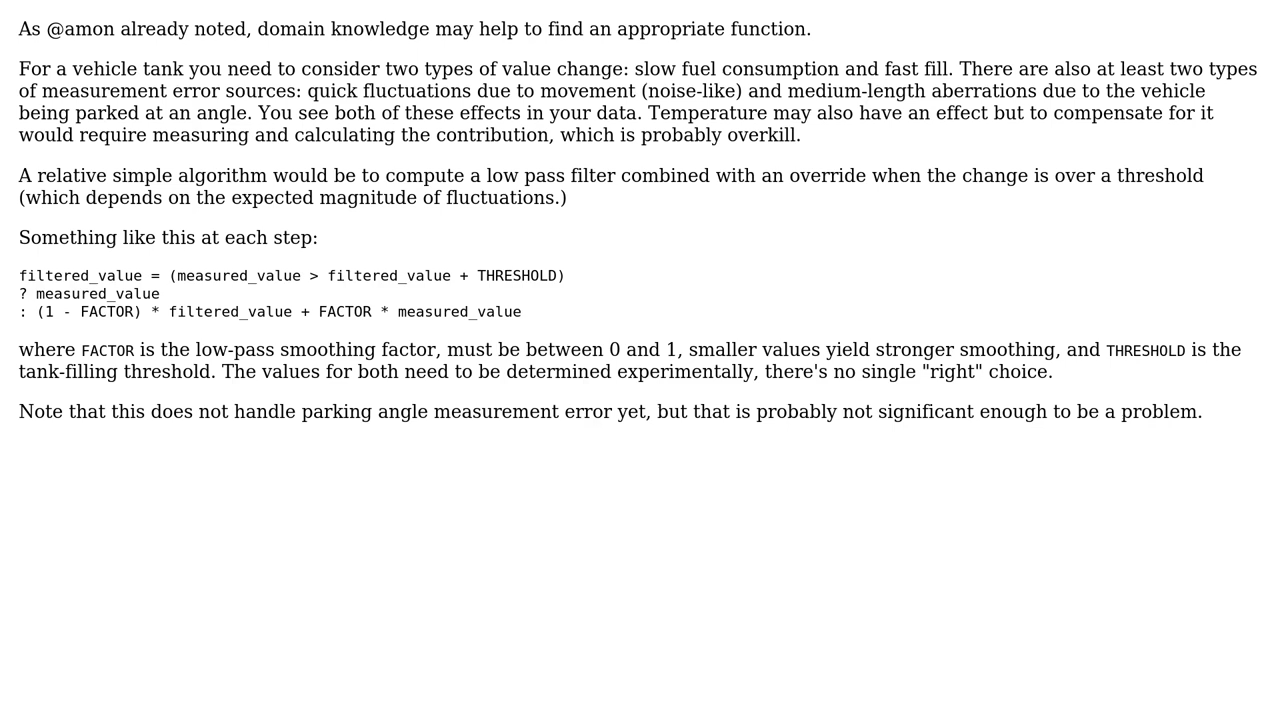 As @amon already noted, domain knowledge may help to find an appropriate function.
For a vehicle tank you need to consider two types of value change: slow fuel consumption and fast fill. There are also at least two types
of measurement error sources: quick fluctuations due to movement (noise-like) and medium-length aberrations due to the vehicle
being parked at an angle. You see both of these effects in your data. Temperature may also have an effect but to compensate for it
would require measuring and calculating the contribution, which is probably overkill.
A relative simple algorithm would be to compute a low pass filter combined with an override when the change is over a threshold
(which depends on the expected magnitude of fluctuations.)
Something like this at each step:
filtered_value = (measured_value > filtered_value + THRESHOLD)
? measured_value
: (1 - FACTOR) * filtered_value + FACTOR * measured_value
where FACTOR is the low-pass smoothing factor, must be between 0 and 1, smaller values yield stronger smoothing, and THRESHOLD is the
tank-filling threshold. The values for both need to be determined experimentally, there's no single "right" choice.
Note that this does not handle parking angle measurement error yet, but that is probably not significant enough to be a problem.